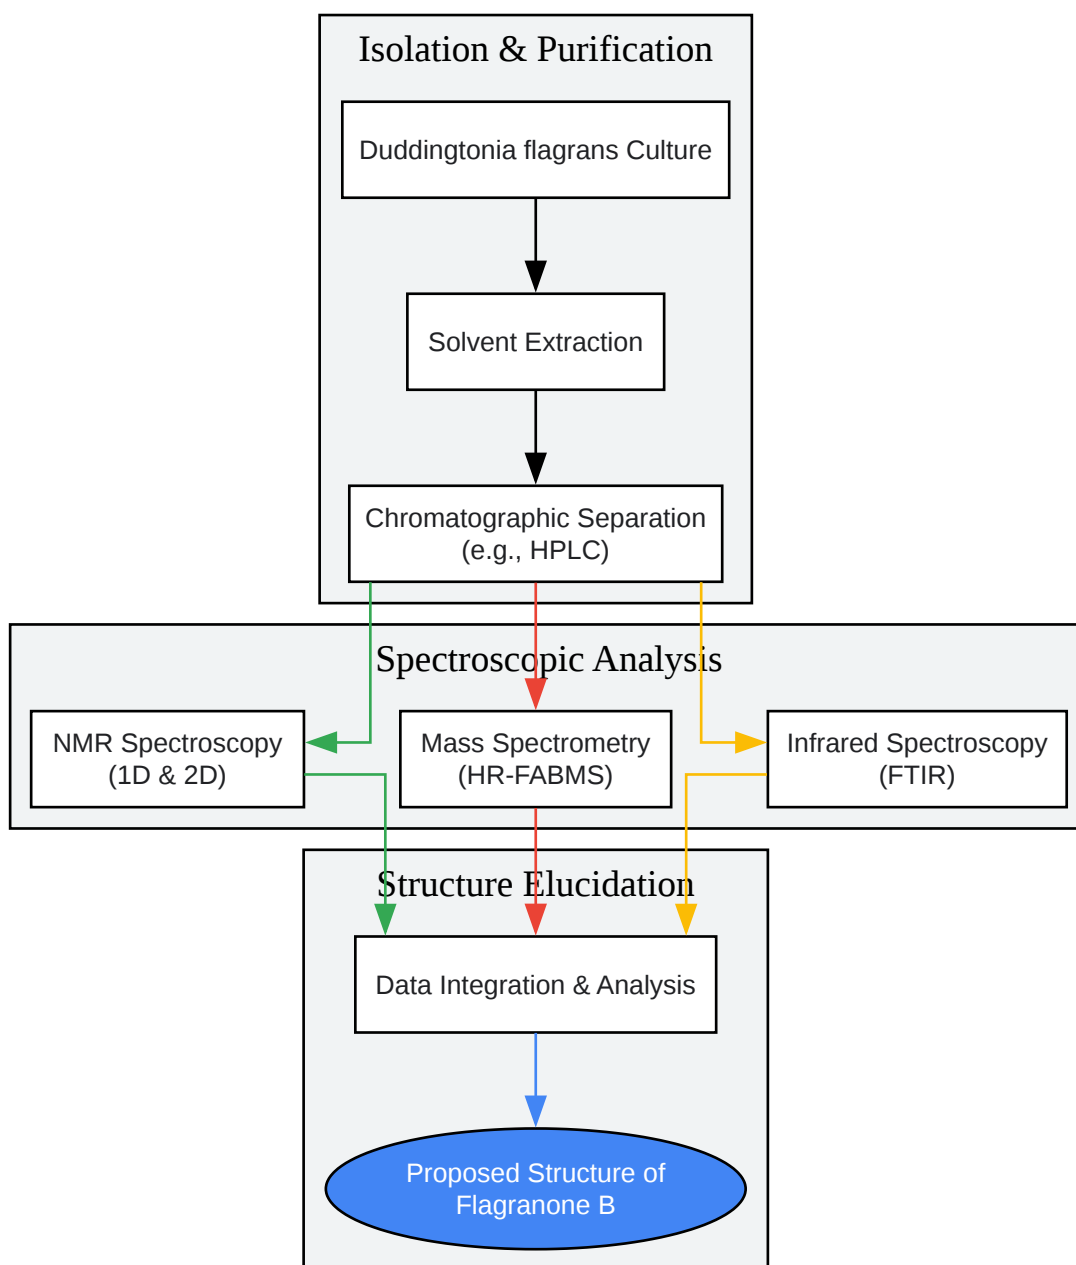 Isolation & Purification
Duddingtonia flagrans Culture
Solvent Extraction
Chromatographic Separation
(e.g., HPLC)
Spectroscopic Analysis
NMR Spectroscopy
(1D & 2D)
Mass Spectrometry
(HR-FABMS)
Infrared Spectroscopy
(FTIR)
Structure Elucidation
Data Integration & Analysis
Proposed Structure of
Flagranone B